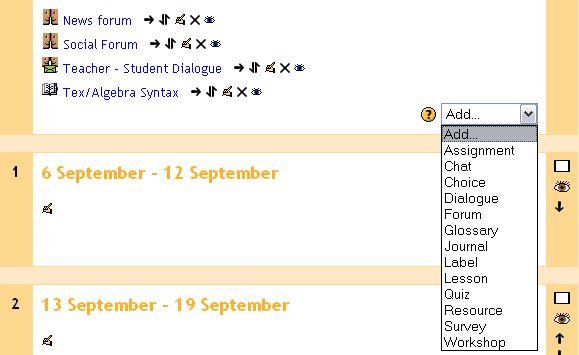 News forum
Social Forum
Teacher - Student Dialogue
Tex/Algebra Syntax
? Add...
Add...
Assignment
Chat
Choice
Dialogue
Forum
Glossary
Journal
Label
Lesson
Quiz
Resource
Survey
Workshop
1 6 September - 12 September
2 13 September - 19 September